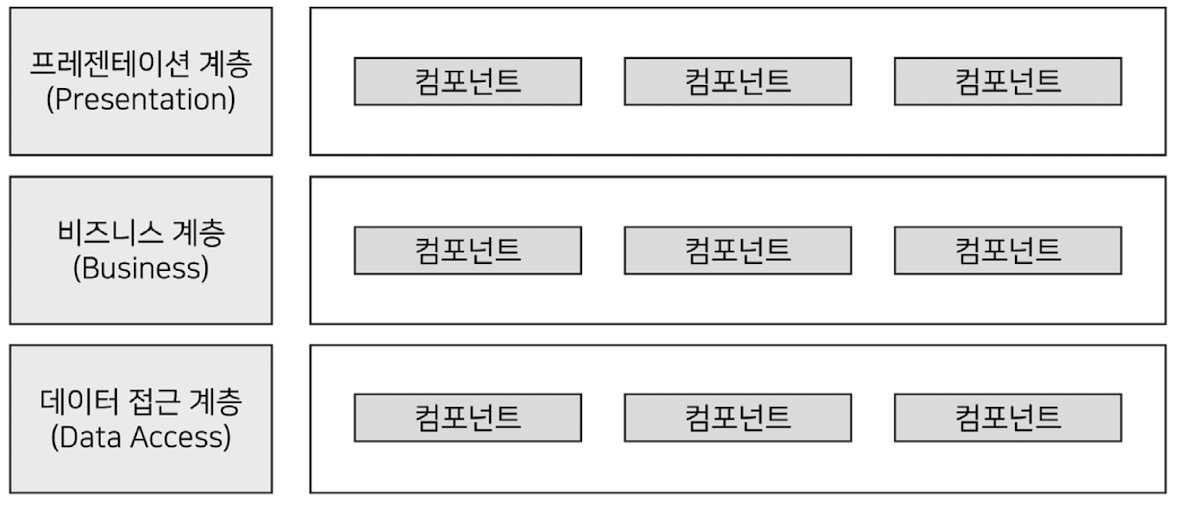 프레젠테이션 계층
(Presentation)
컴포넌트
컴포넌트
컴포넌트
비즈니스 계층
(Business)
컴포넌트
컴포넌트
컴포넌트
데이터 접근 계층
(Data Access)
컴포넌트
컴포넌트
컴포넌트